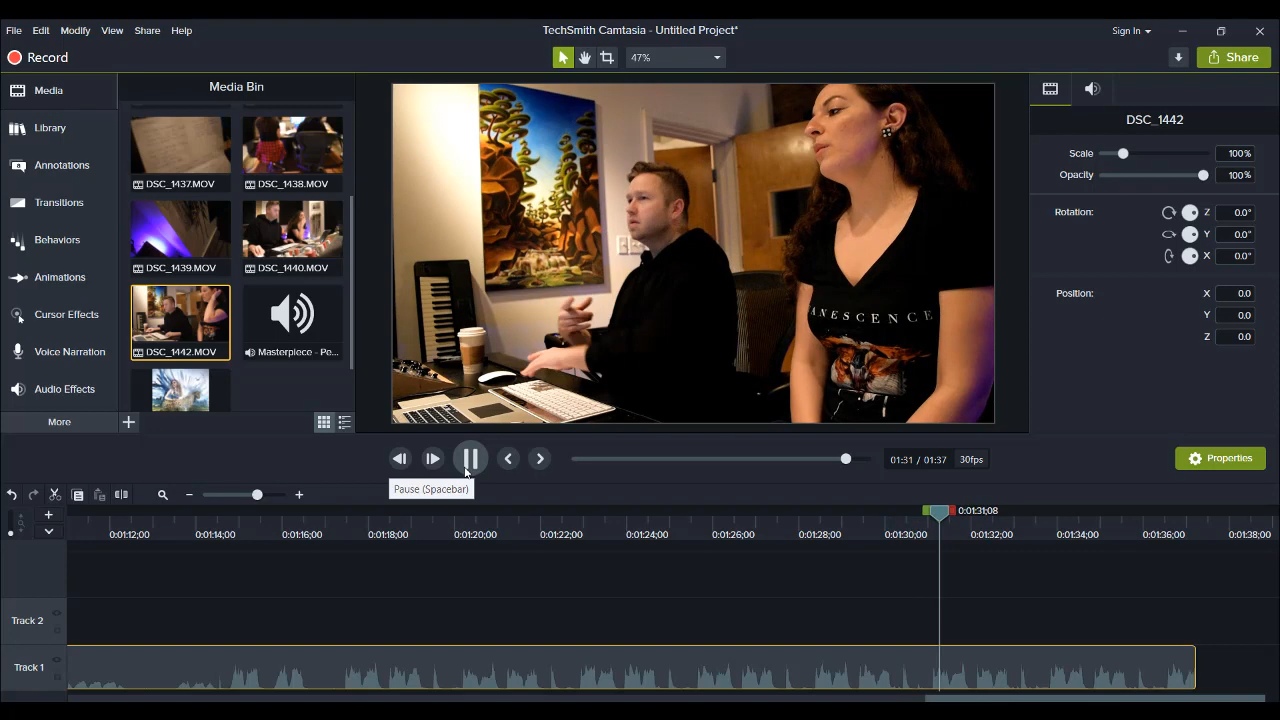 TechSmith Camtasia - Untitled Project*
File Edit Modify View Share Help
Sign In
Record
47%
Share
Media
Library
Annotations
Transitions
Behaviors
Animations
Cursor Effects
Voice Narration
Audio Effects
More
Media Bin
DSC_1437.MOV DSC_1438.MOV
DSC_1439.MOV DSC_1440.MOV
DSC_1442.MOV Masterpiece - Pe...
ANESCENCE
DSC_1442
Scale 100%
Opacity 100%
Rotation: Z 0.0°
Y 0.0°
X 0.0°
Position: X 0.0
Y 0.0
Z 0.0
01:31 / 01:37 30fps
Properties
Pause (Spacebar)
0:01:31;08
0:01:12;00 0:01:14;00 0:01:16;00 0:01:18;00 0:01:20;00 0:01:22;00 0:01:24;00 0:01:26;00 0:01:28;00 0:01:30;00 0:01:32;00 0:01:34;00 0:01:36;00 0:01:38;00
Track 2
Track 1